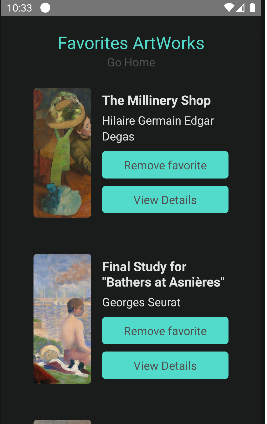 10:33
Favorites ArtWorks
Go Home
The Millinery Shop
Hilaire Germain Edgar
Degas
Remove favorite
View Details
Final Study for
"Bathers at Asnières"
Georges Seurat
Remove favorite
View Details